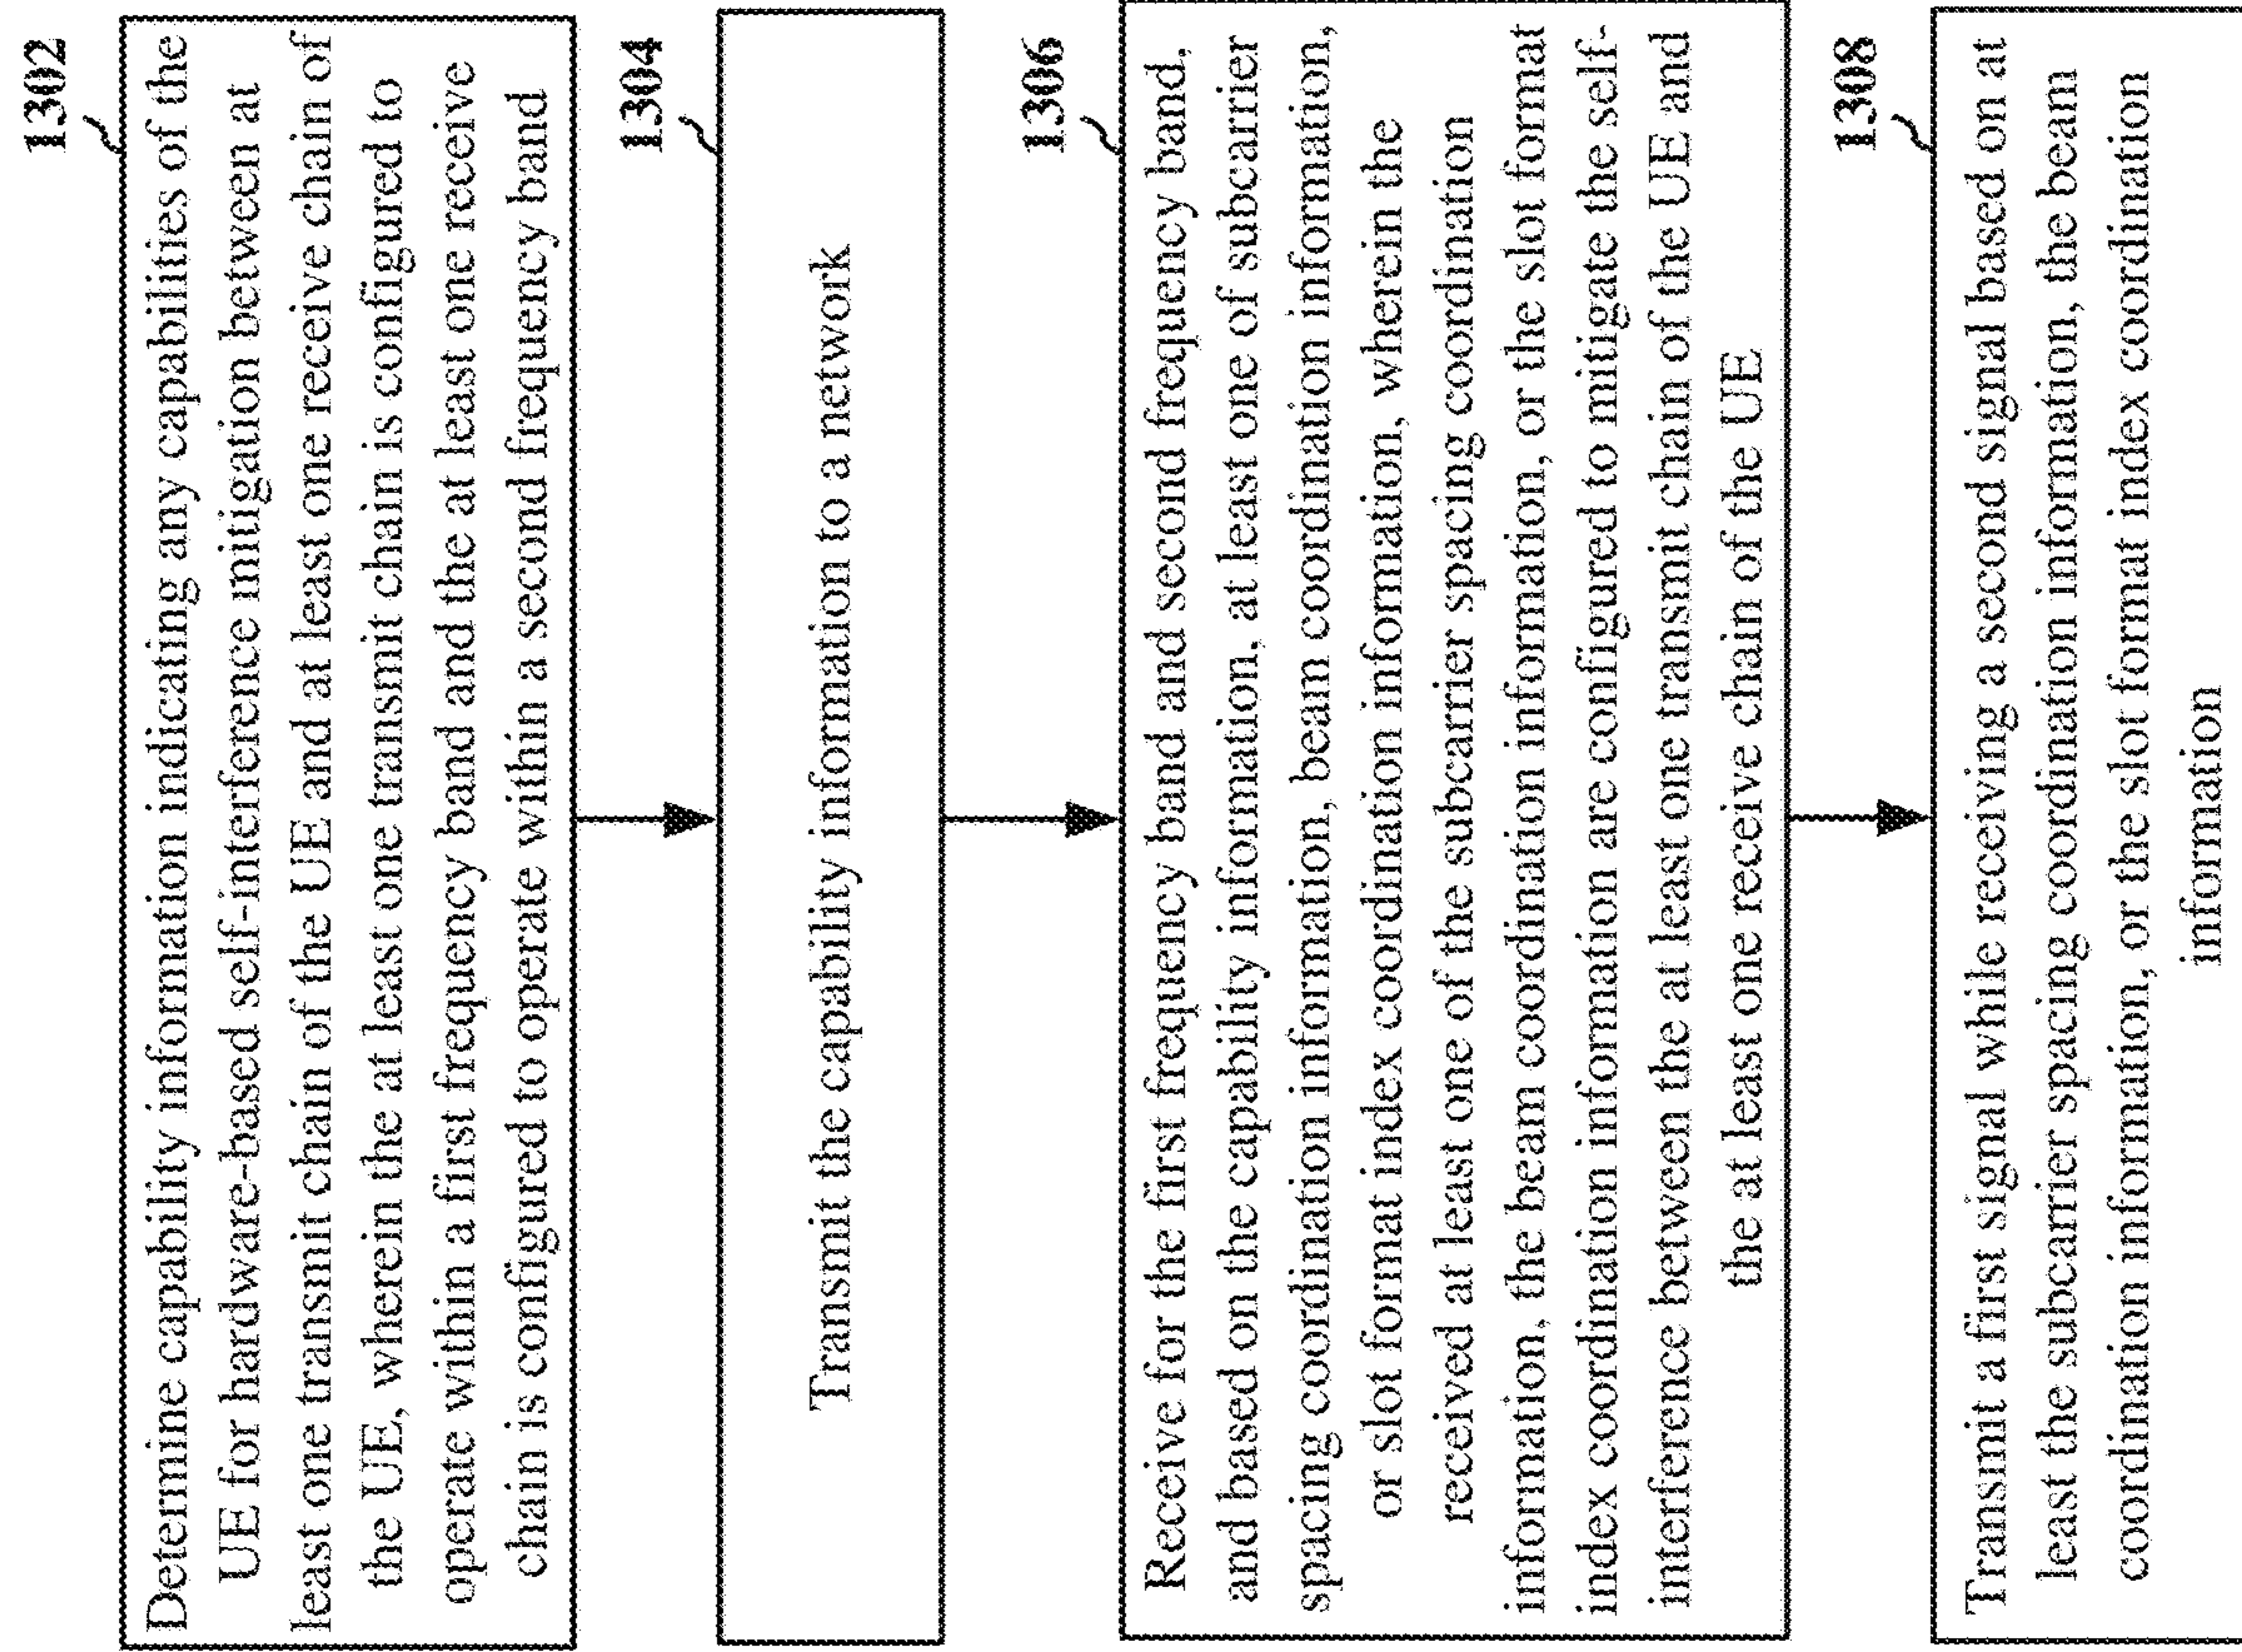 1302
Determine capability information indicating any capabilities of the
UE for hardware-based self-interference mitigation between at
least one transmit chain of the UE and at least one receive chain of
the UE, wherein the at least one transmit chain is configured to
operate within a first frequency band and the at least one receive
chain is configured to operate within a second frequency band
1304
Transmit the capability information to a network
1306
Receive for the first frequency band and second frequency band,
and based on the capability information, at least one of subcarrier
spacing coordination information, beam coordination information,
or slot format index coordination information, wherein the
received at least one of the subcarrier spacing coordination
information, the beam coordination information, or the slot format
index coordination information are configured to mitigate the self-
interference between the at least one transmit chain of the UE and
the at least one receive chain of the UE
1308
Transmit a first signal while receiving a second signal based on at
least the subcarrier spacing coordination information, the beam
coordination information, or the slot format index coordination
information